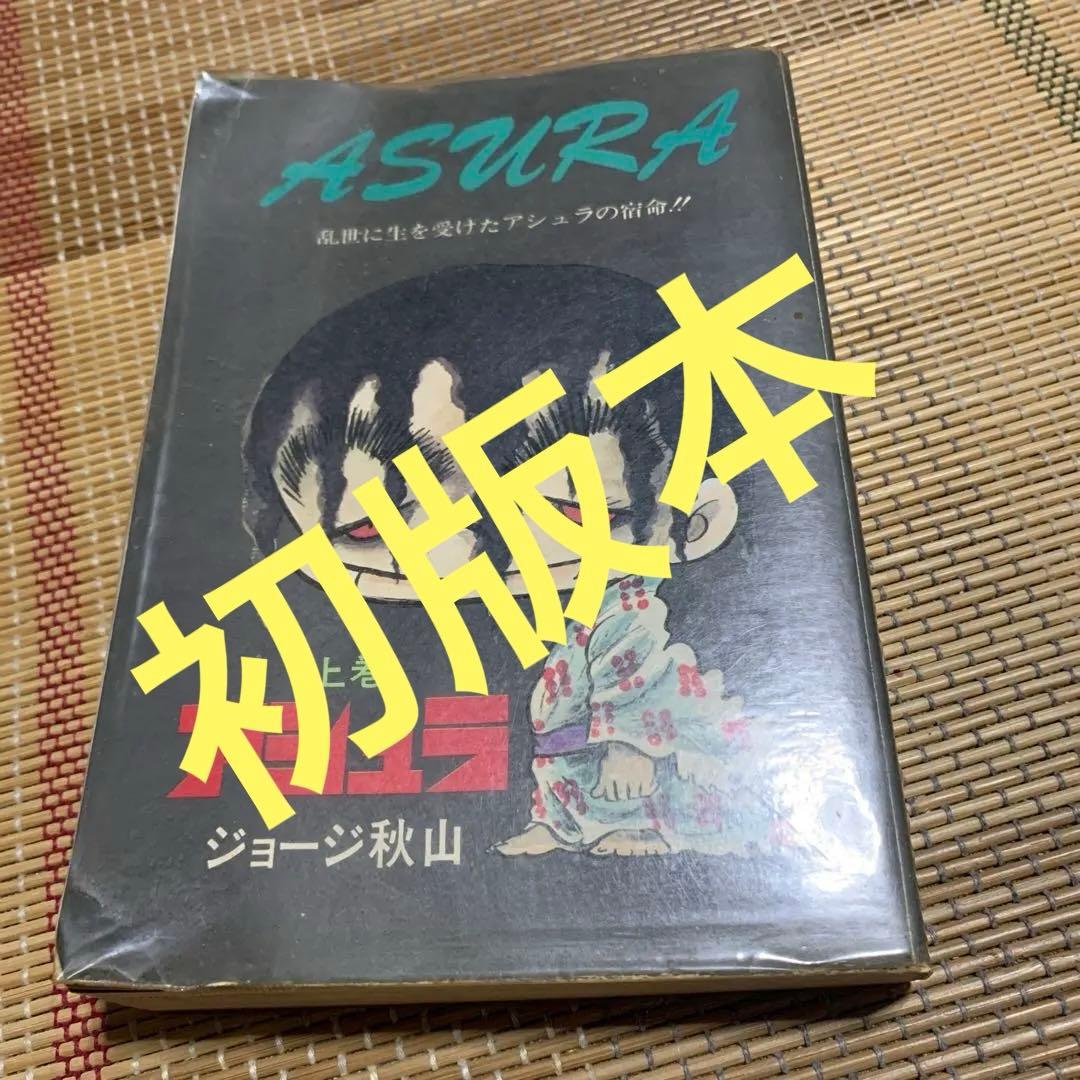 ASURA
乱世に生を受けたアシュラの宿命!!
初版本
上巻
アシュラ
ジョージ秋山